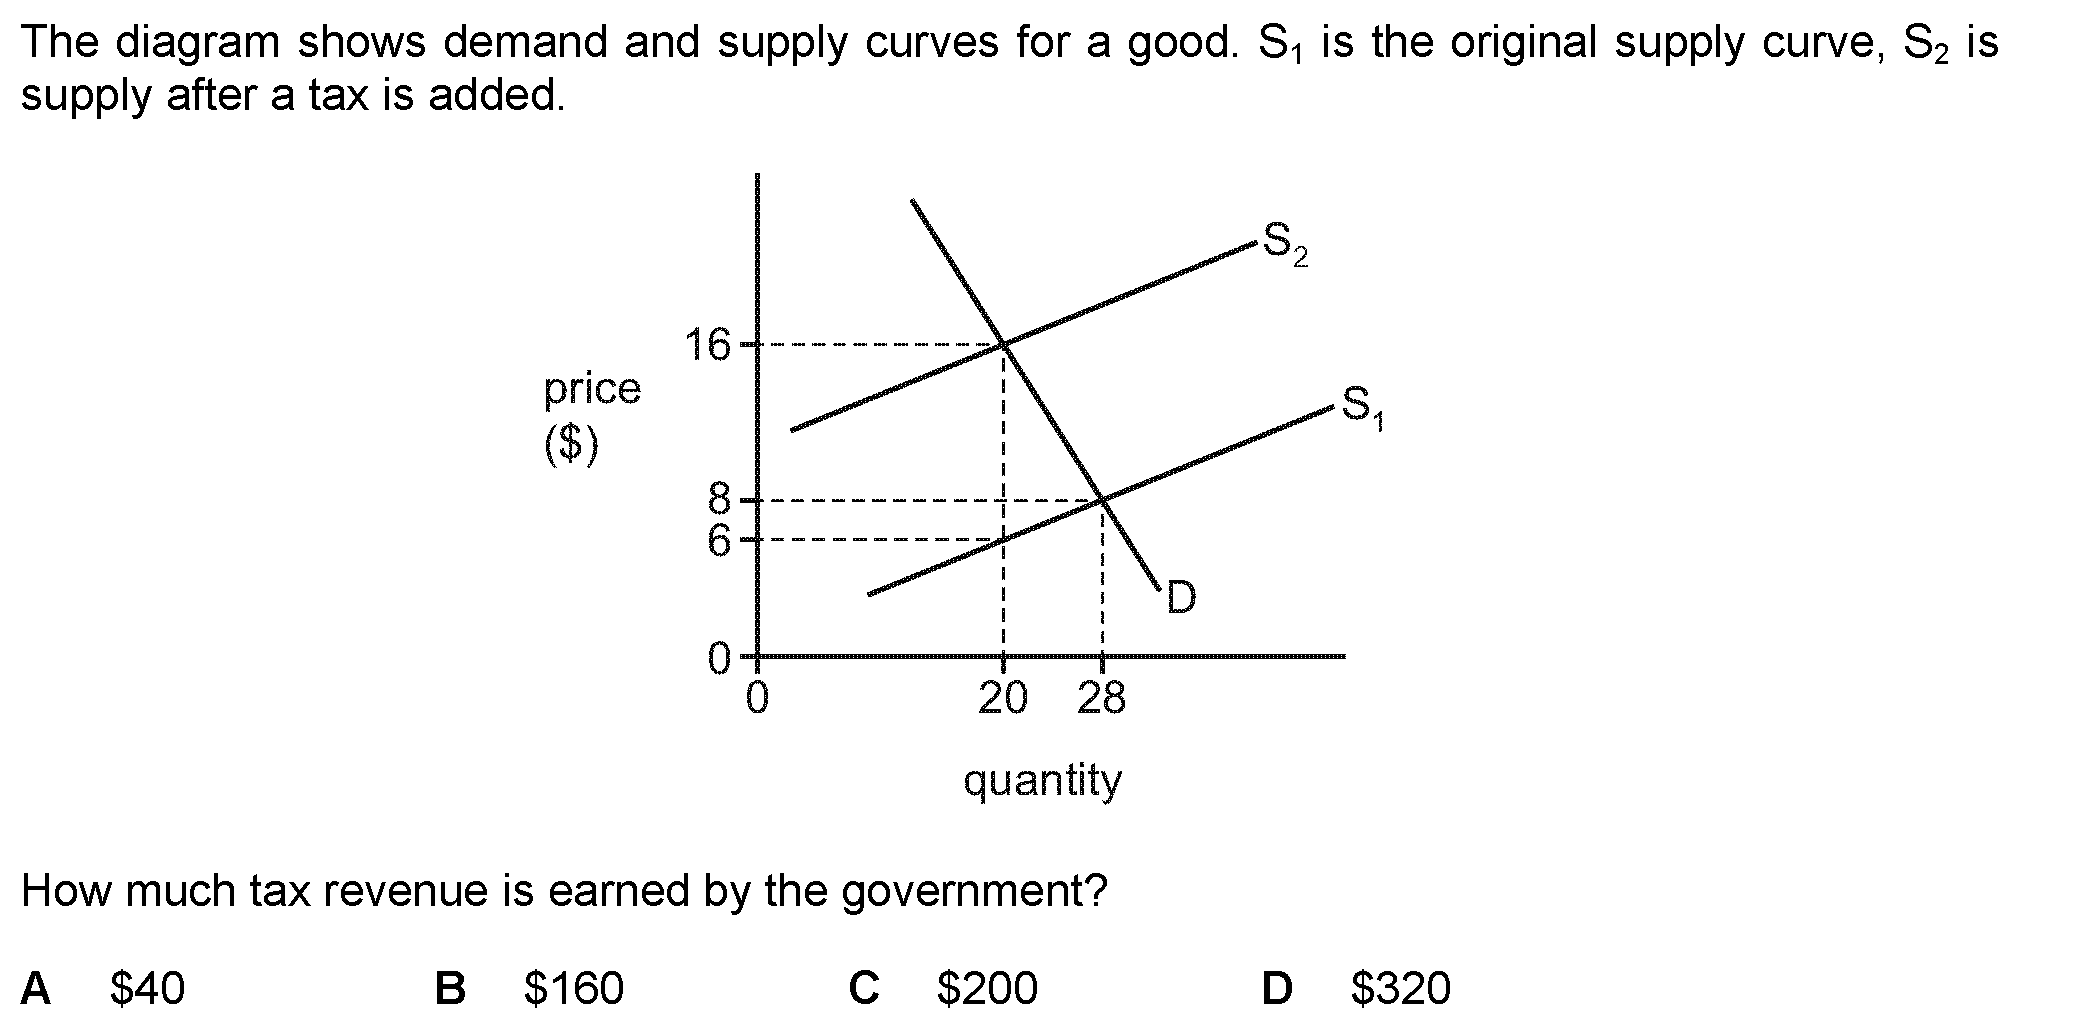 The diagram shows demand and supply curves for a good. S₁ is the original supply curve, S₂ is
supply after a tax is added.
S₂
16
price
($)
S₁
8
6
D
0
0 20 28
quantity
How much tax revenue is earned by the government?
A $40 B $160 C $200 D $320